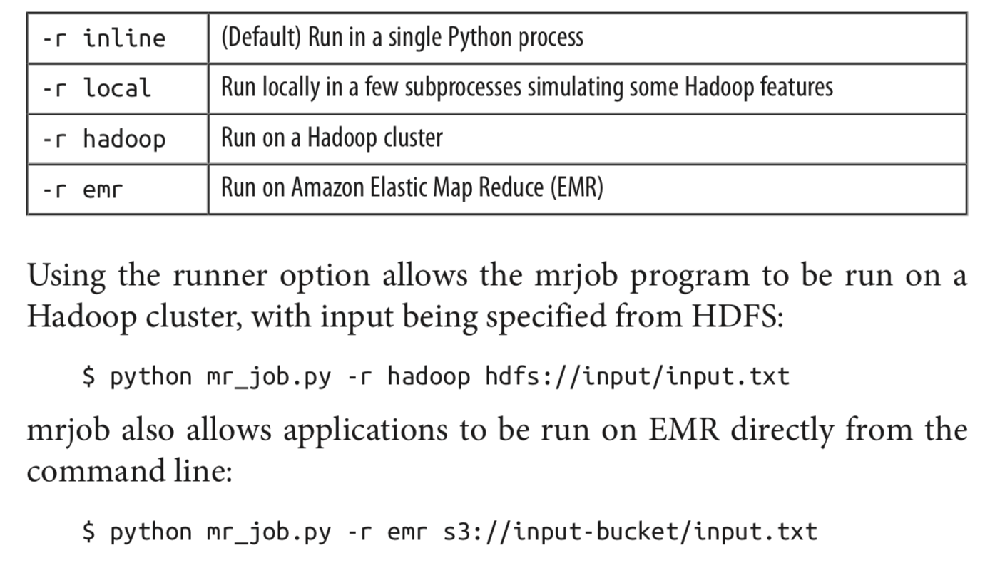 -r inline (Default) Run in a single Python process
-r local Run locally in a few subprocesses simulating some Hadoop features
-r hadoop Run on a Hadoop cluster
-r emr Run on Amazon Elastic Map Reduce (EMR)
Using the runner option allows the mrjob program to be run on a
Hadoop cluster, with input being specified from HDFS:
$ python mr_job.py -r hadoop hdfs://input/input.txt
mrjob also allows applications to be run on EMR directly from the
command line:
$ python mr_job.py -r emr s3://input-bucket/input.txt